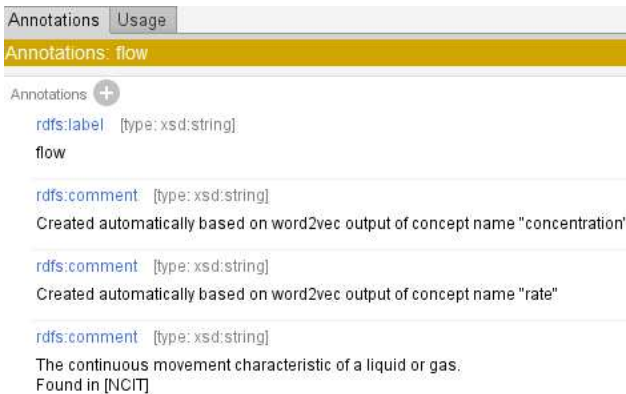 Annotations Usage
Annotations: flow
Annotations
rdfs:label [type: xsd:string]
flow
rdfs:comment [type: xsd:string]
Created automatically based on word2vec output of concept name "concentration"
rdfs:comment [type: xsd:string]
Created automatically based on word2vec output of concept name "rate"
rdfs:comment [type: xsd:string]
The continuous movement characteristic of a liquid or gas.
Found in [NCIT]